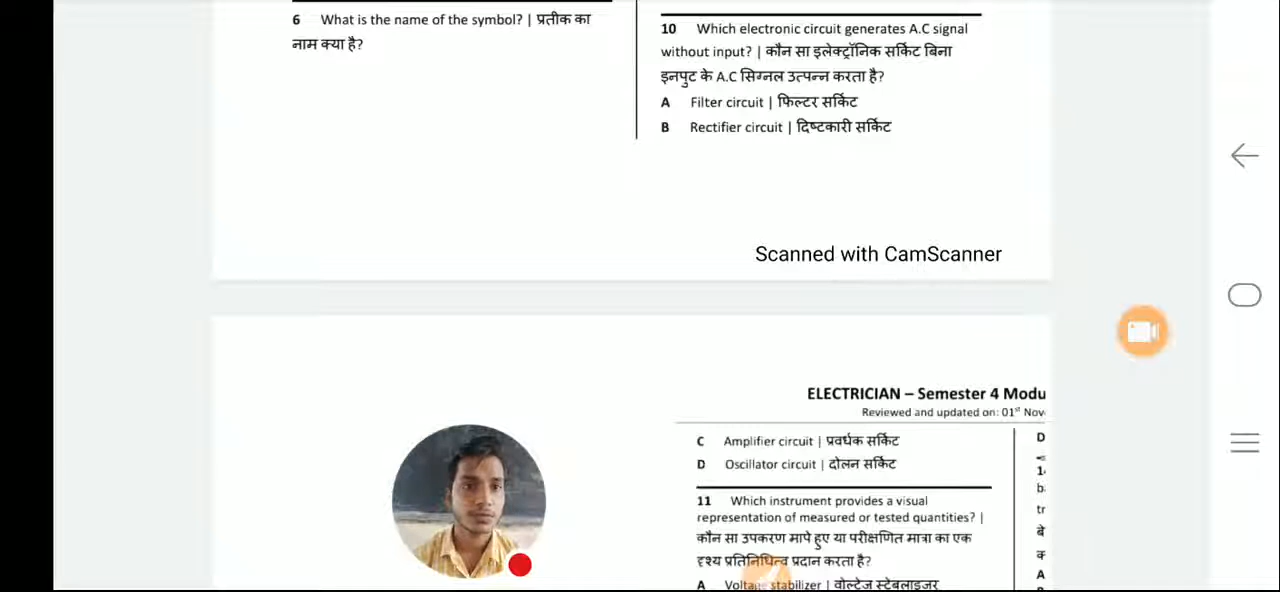 6 What is the name of the symbol? | प्रतीक का
नाम क्या है?
10 Which electronic circuit generates A.C signal
without input? | कौन सा इलेक्ट्रॉनिक सर्किट बिना
इनपुट के A.C सिग्नल उत्पन्न करता है?
A Filter circuit | फिल्टर सर्किट
B Rectifier circuit | दिष्टकारी सर्किट
Scanned with CamScanner
ELECTRICIAN – Semester 4 Modu
Reviewed and updated on: 01st Nov
C Amplifier circuit | प्रवर्धक सर्किट
D Oscillator circuit | दोलन सर्किट
11 Which instrument provides a visual
representation of measured or tested quantities? |
कौन सा उपकरण मापे हुए या परीक्षणित मात्रा का एक
दृश्य प्रतिनिधित्व प्रदान करता है?
A Voltage stabilizer | वोल्टेज स्टेबलाइजर
D
b
tr
बे
A